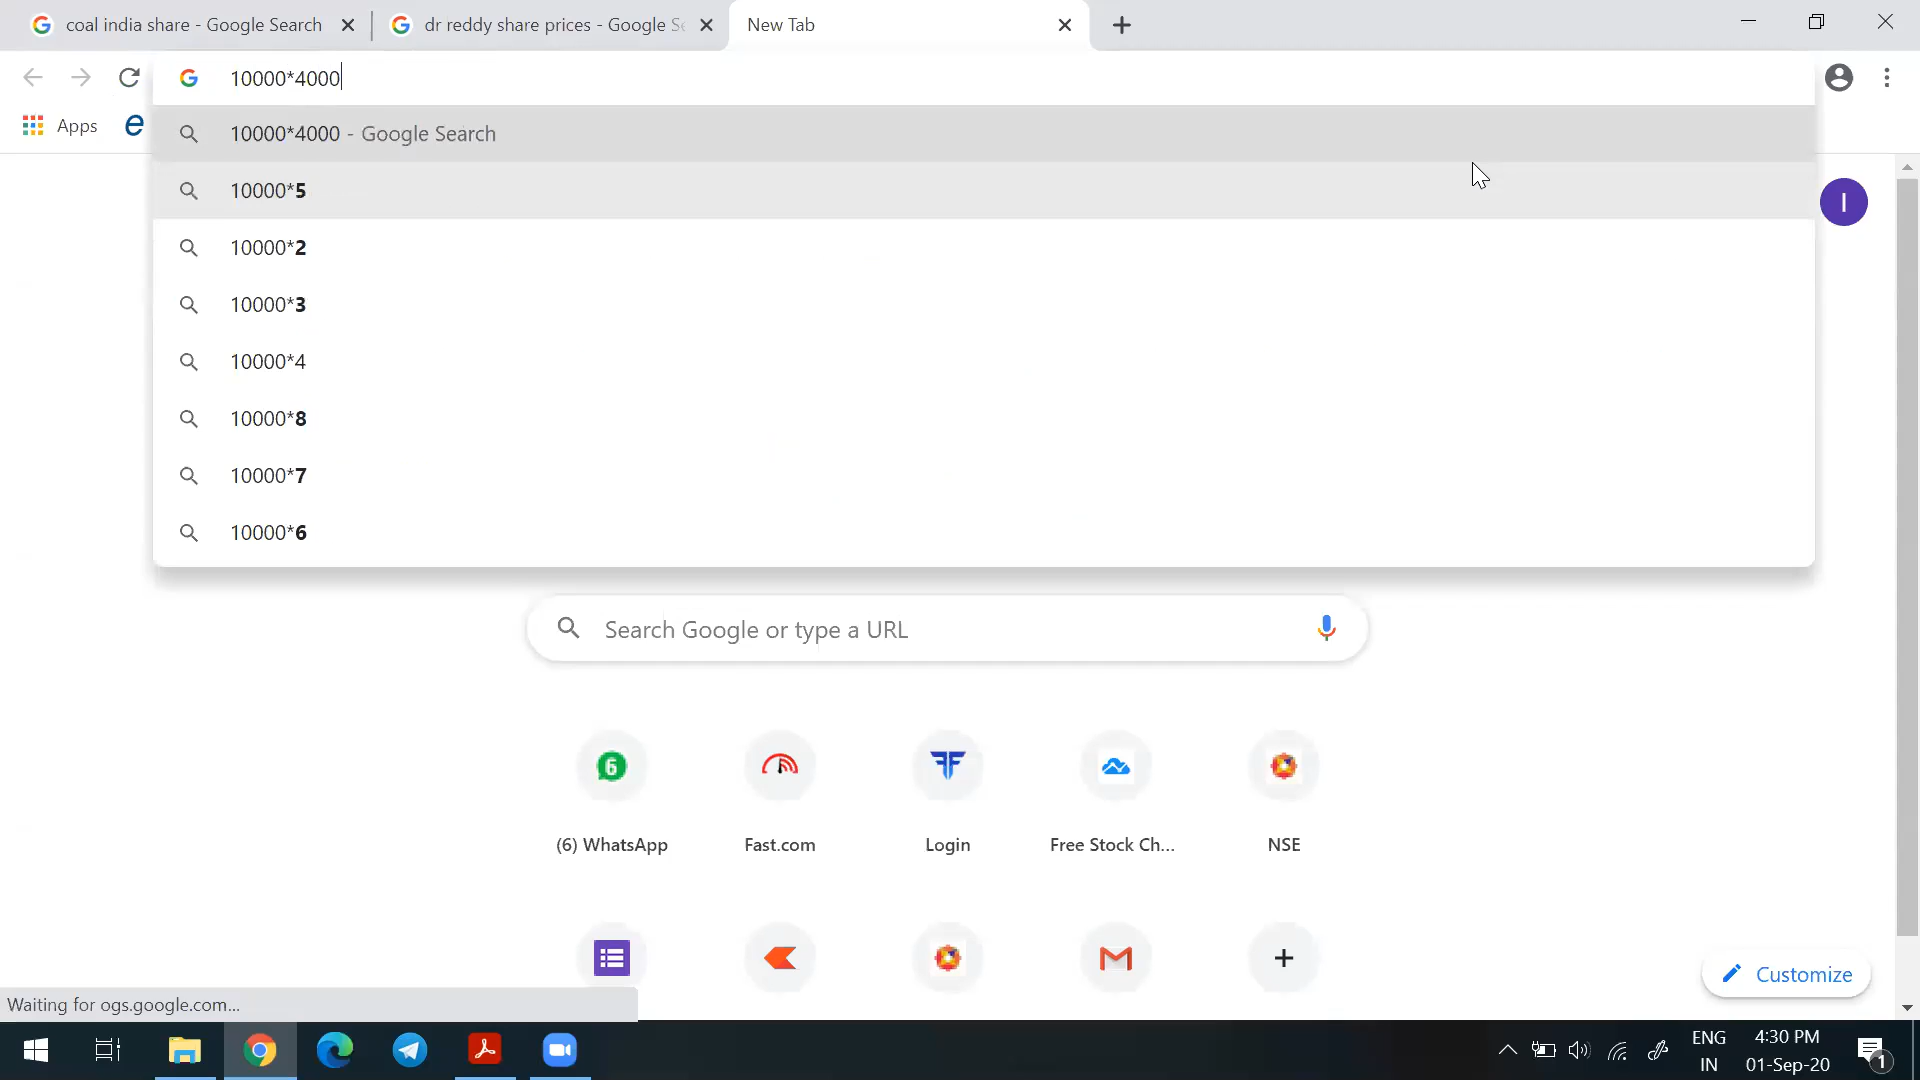 coal india share - Google Search
dr reddy share prices - Google Se
New Tab
10000*4000
Apps
10000*4000 - Google Search
10000*5
10000*2
10000*3
10000*4
10000*8
10000*7
10000*6
I
Search Google or type a URL
6
(6) WhatsApp
Fast.com
Login
Free Stock Ch...
NSE
Customize
Waiting for ogs.google.com...
ENG
IN
4:30 PM
01-Sep-20
1